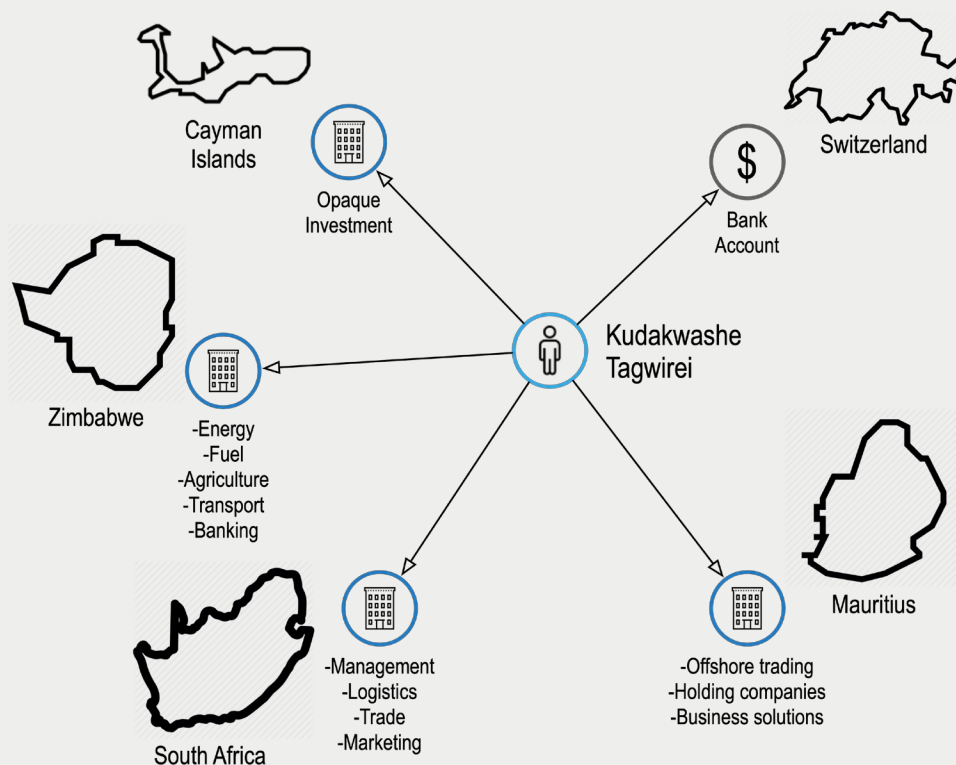 Cayman
Islands
Opaque
Investment
$
Bank
Account
Switzerland
Kudakwashe
Tagwirei
Zimbabwe
-Energy
-Fuel
-Agriculture
-Transport
-Banking
South Africa
-Management
-Logistics
-Trade
-Marketing
-Offshore trading
-Holding companies
-Business solutions
Mauritius